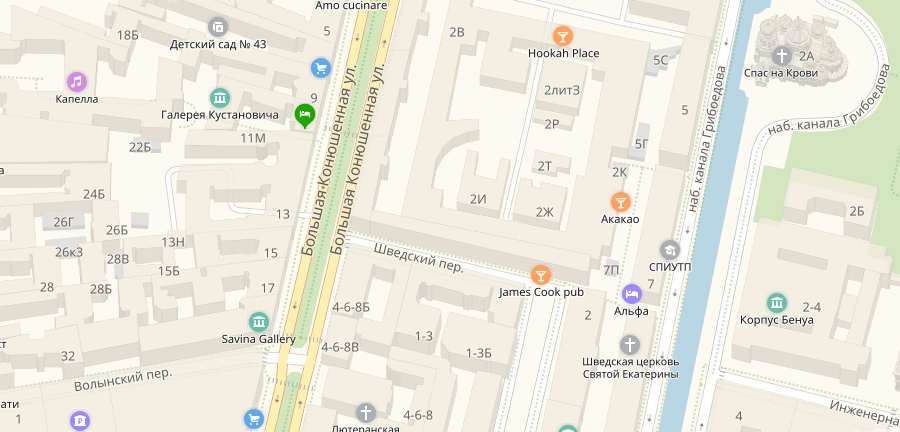 Amo cucinare
18Б
Детский сад № 43
5
2В
Hookah Place
5С
2А
Спас на Крови
Капелла
9
Галерея Кустановича
2литЗ
5
11М
2Р
22Б
5Г
2Т
2К
24Б
2И
2Ж
Акакао
2Б
26Г
26Б
13
13Н
26к3
28В
15Б
15
28Б
17
Большая Конюшенная ул.
Большая Конюшенная ул.
Шведский пер.
наб. канала Грибоедова
наб. канала Грибоедова
СПИУТП
7П
James Cook pub
7
Альфа
36
4-6-8Б
2-4
Корпус Бенуа
Savina Gallery
1-3
2
4-6-8В
1-3Б
32
Шведская церковь
Святой Екатерины
Волынский пер.
Инженерная
1
4-6-8
Лютеранская
4